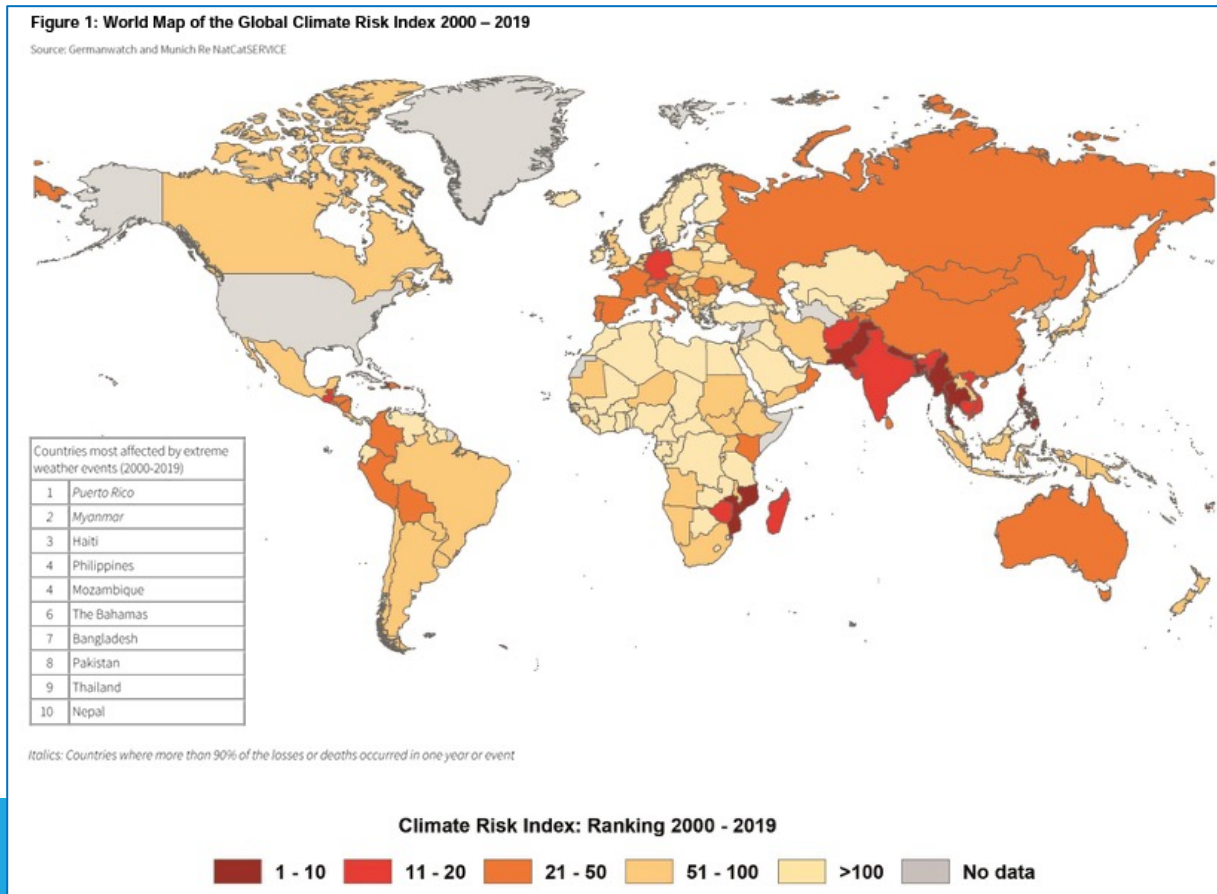 Figure 1: World Map of the Global Climate Risk Index 2000 – 2019
Source: Germanwatch and Munich Re NatCatSERVICE
Countries most affected by extreme
weather events (2000-2019)
1 Puerto Rico
2 Myanmar
3 Haiti
4 Philippines
4 Mozambique
6 The Bahamas
7 Bangladesh
8 Pakistan
9 Thailand
10 Nepal
Italics: Countries where more than 90% of the losses or deaths occurred in one year or event
Climate Risk Index: Ranking 2000 - 2019
1 - 10 11 - 20 21 - 50 51 - 100 >100 No data